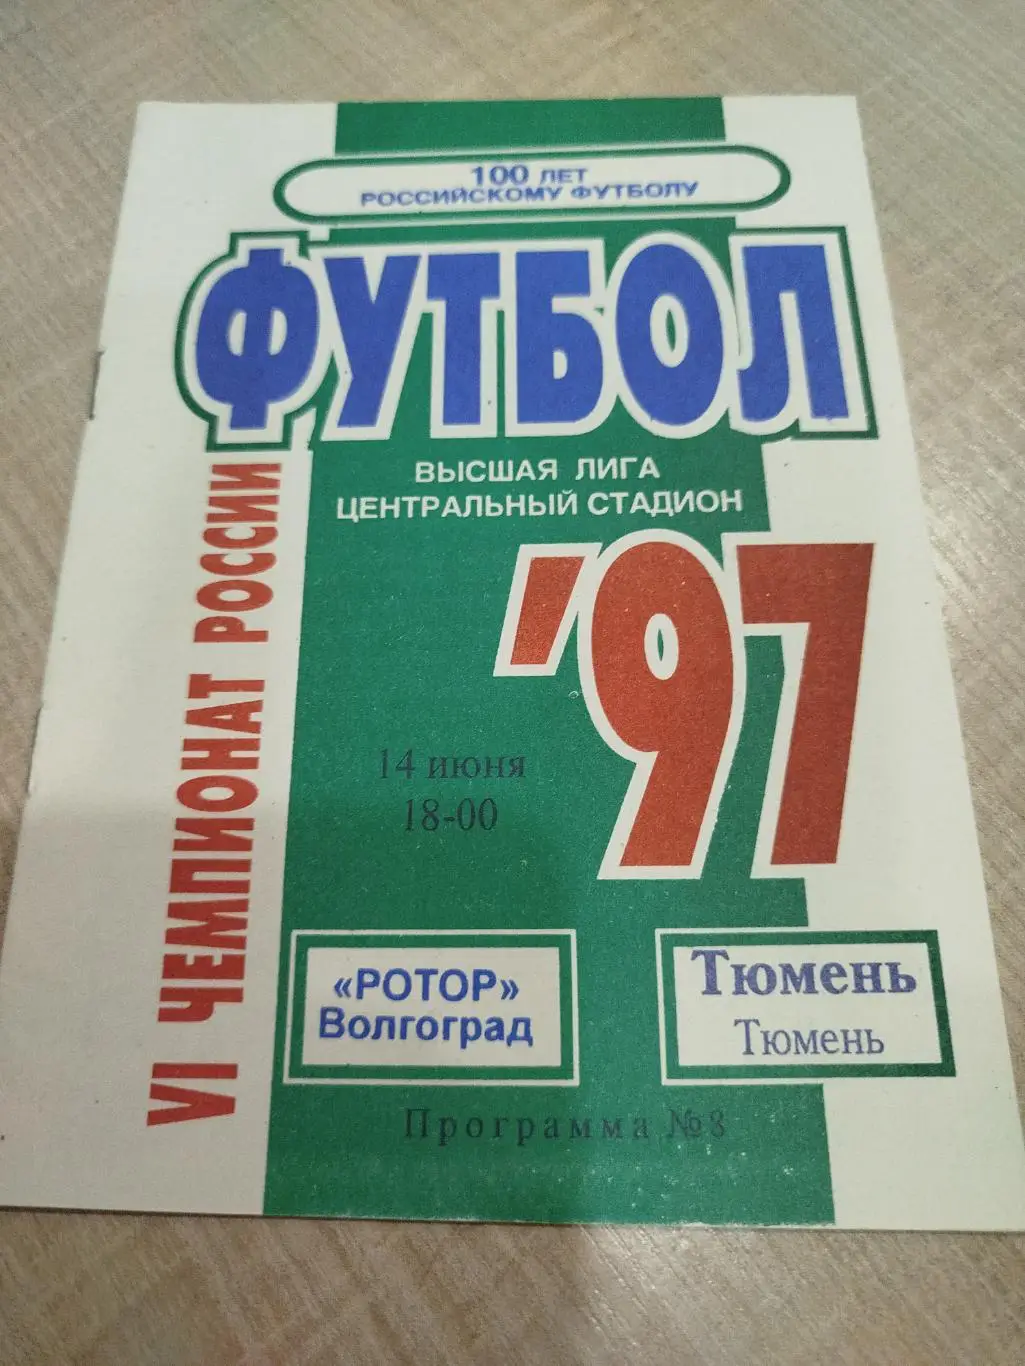 100 ЛЕТ
РОССИЙСКОМУ ФУТБОЛУ
ФУТБОЛ
ВЫСШАЯ ЛИГА
ЦЕНТРАЛЬНЫЙ СТАДИОН
'97
VI ЧЕМПИОНАТ РОССИИ
14 июня
18-00
«РОТОР»
Волгоград
Тюмень
Тюмень
Программа №8